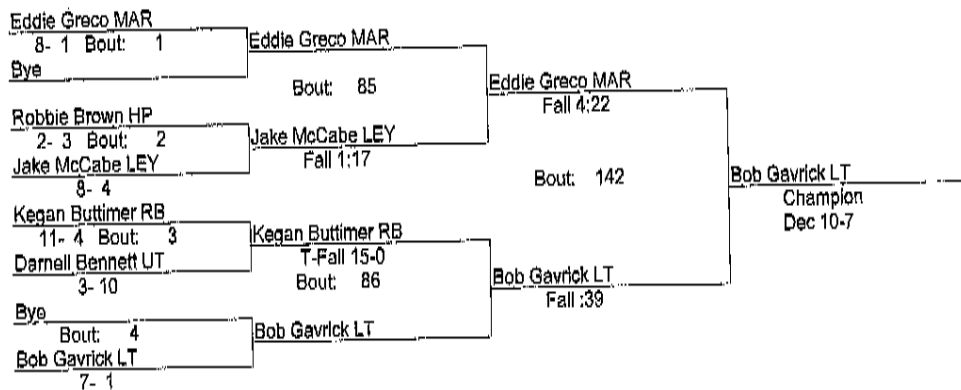 Eddie Greco MAR
8- 1 Bout: 1
Bye
Eddie Greco MAR
Bout: 85
Robbie Brown HP
2- 3 Bout: 2
Jake McCabe LEY
8- 4
Jake McCabe LEY
Fall 1:17
Eddie Greco MAR
Fall 4:22
Bout: 142
Kegan Buttimer RB
11- 4 Bout: 3
Darnell Bennett UT
3- 10
Kegan Buttimer RB
T-Fall 15-0
Bout: 86
Bye
Bout: 4
Bob Gavrick LT
7- 1
Bob Gavrick LT
Bob Gavrick LT
Fall :39
Bob Gavrick LT
Champion
Dec 10-7